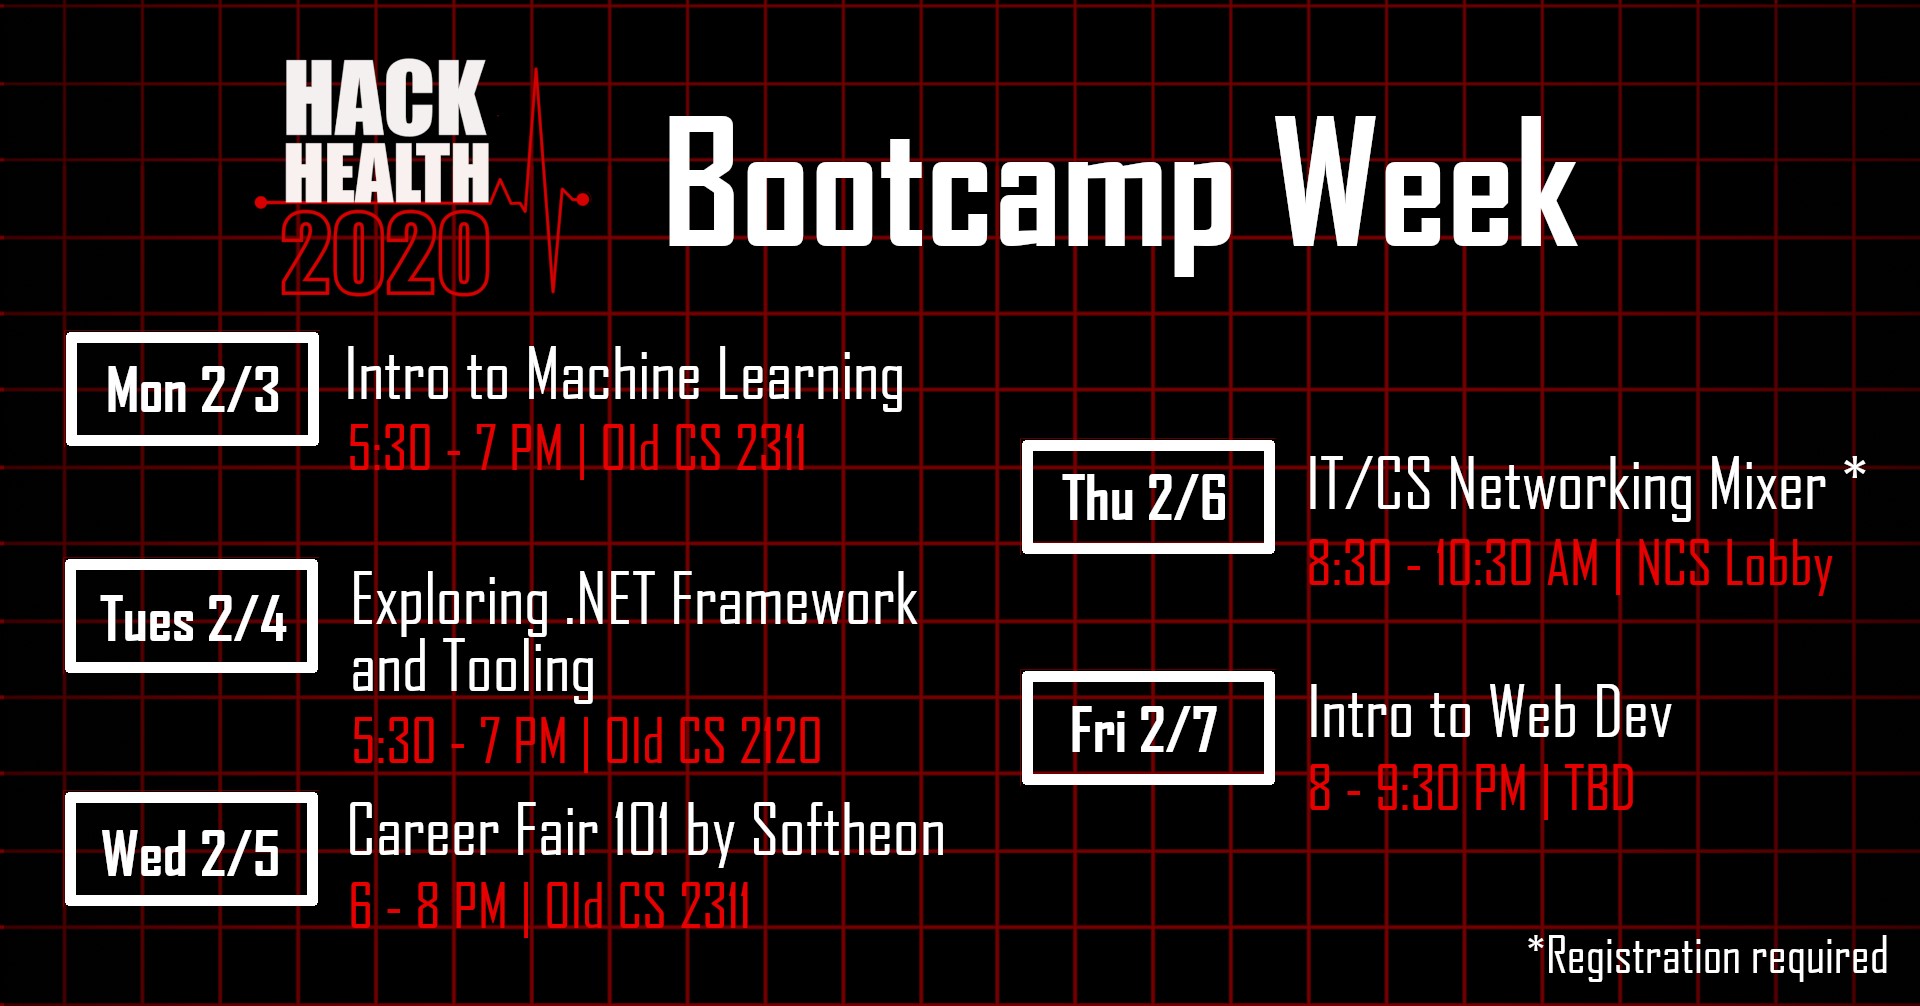 HACK
HEALTH
2020
Bootcamp Week
Mon 2/3
Intro to Machine Learning
5:30 - 7 PM | Old CS 2311
Tues 2/4
Exploring .NET Framework
and Tooling
5:30 - 7 PM | Old CS 2120
Wed 2/5
Career Fair 101 by Softheon
6 - 8 PM | Old CS 2311
Thu 2/6
IT/CS Networking Mixer *
8:30 - 10:30 AM | NCS Lobby
Fri 2/7
Intro to Web Dev
8 - 9:30 PM | TBD
*Registration required